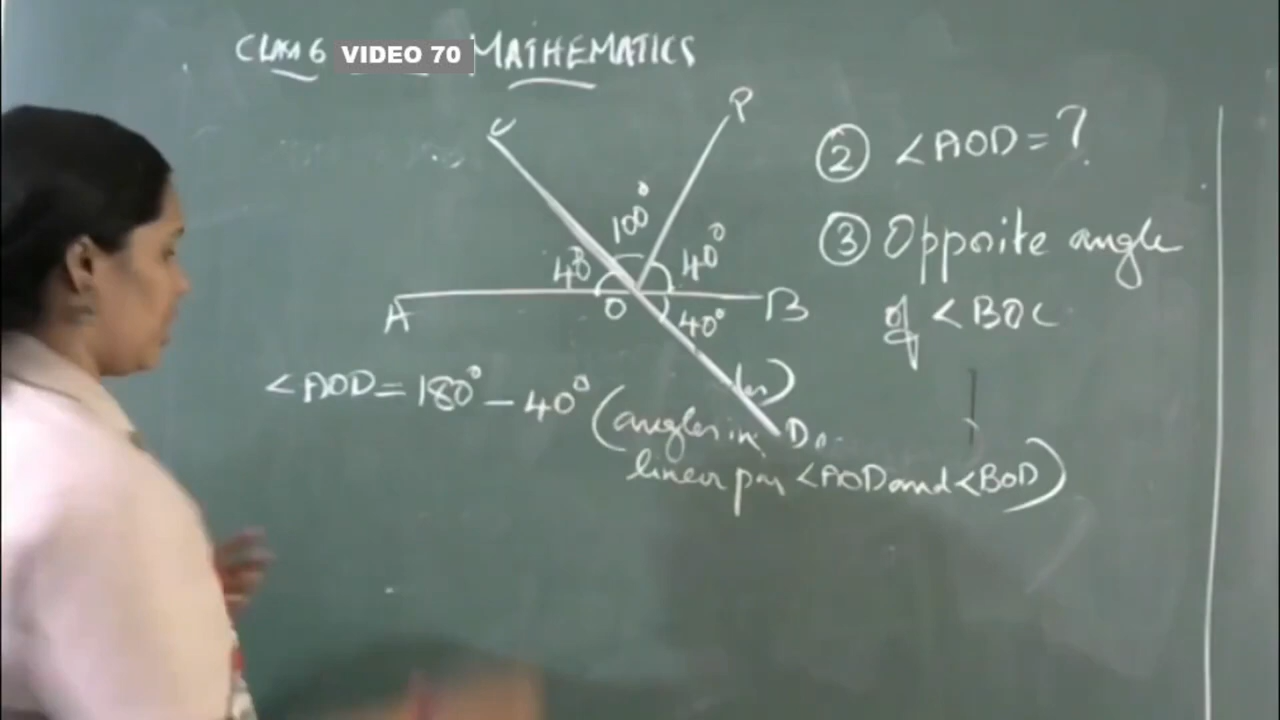 CLASS 6 VIDEO 70 MATHEMATICS
C
P
② ∠AOD = ?
100°
③ Opposite angle
40° 40°
of ∠BOC
A O B
40°
∠AOD = 180° – 40° (angles in
D
linear pair ∠AOD and ∠BOD)